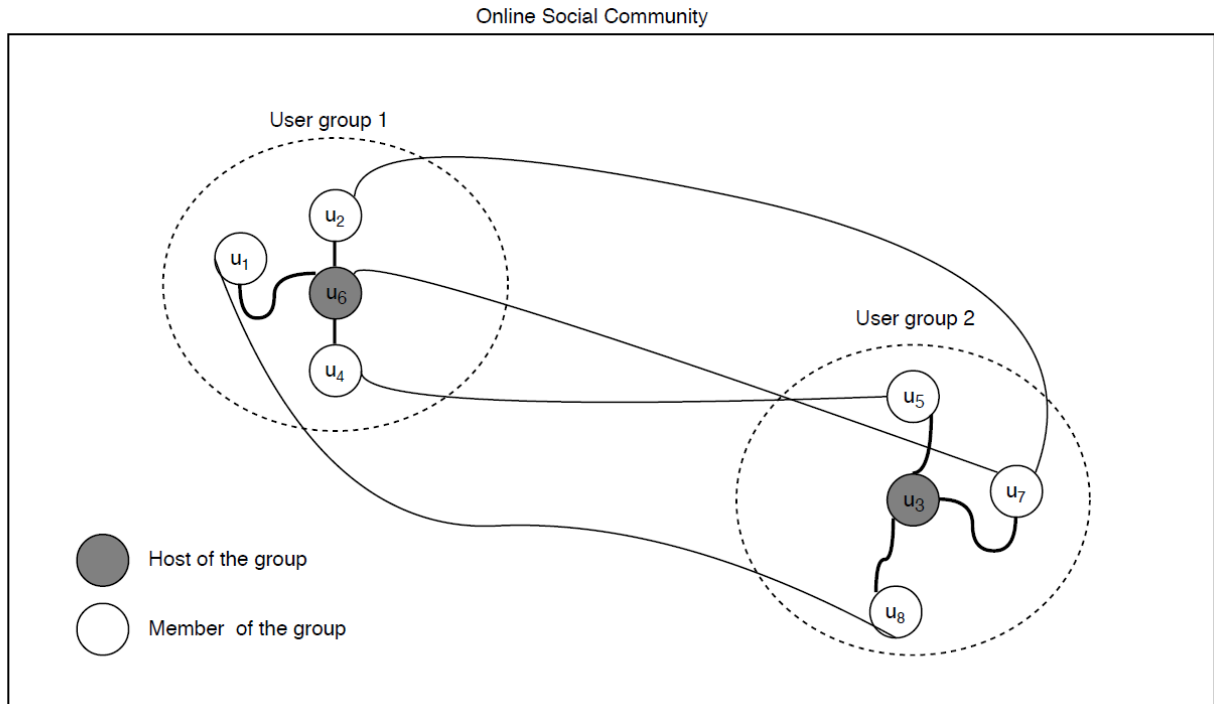 Online Social Community
User group 1
u2
u1
u6
u4
User group 2
u5
u7
u3
u8
Host of the group
Member of the group